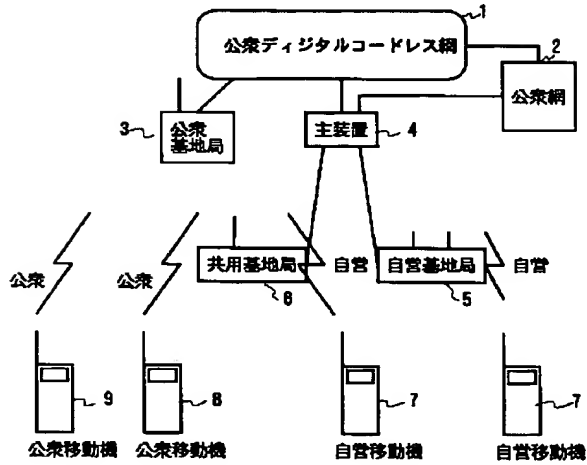 1
公衆ディジタルコードレス網
2
公衆網
3
公衆
基地局
主装置
4
公衆
公衆
共用基地局
6
自営
自営基地局
5
自営
9
8
7
7
公衆移動機
公衆移動機
自営移動機
自営移動機